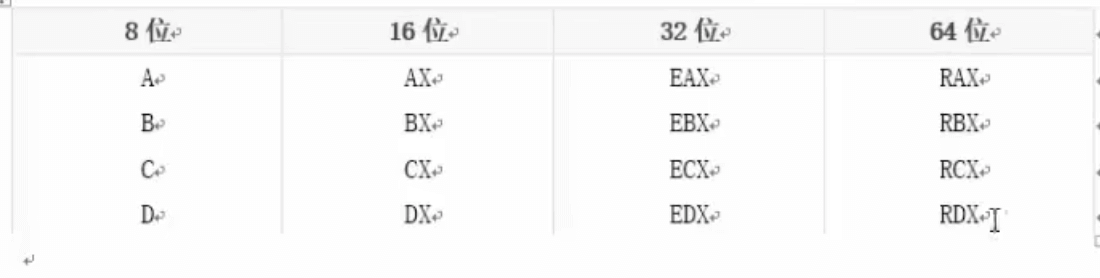 8 位 16 位 32 位 64 位
A AX EAX RAX
B BX EBX RBX
C CX ECX RCX
D DX EDX RDX